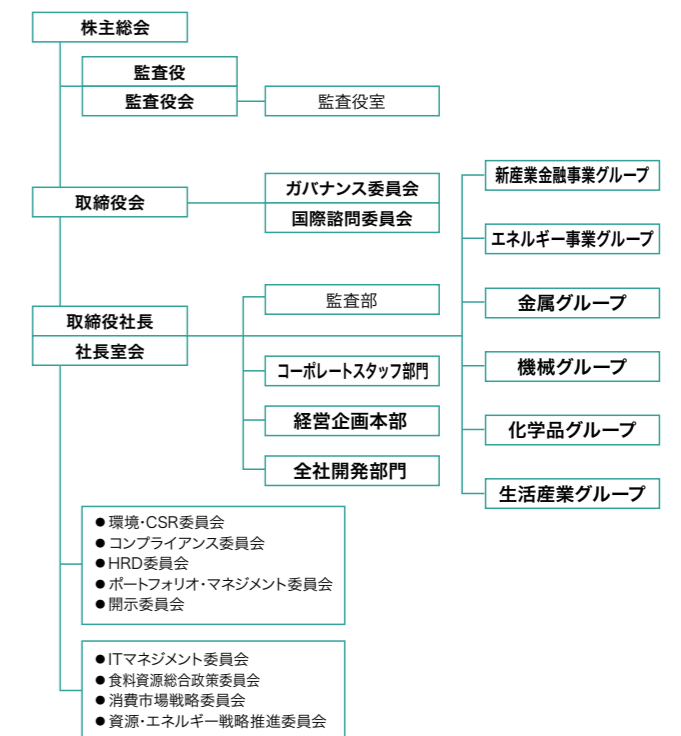 株主総会
監査役
監査役会
監査役室
取締役会
ガバナンス委員会
国際諮問委員会
取締役社長
社長室会
監査部
コーポレートスタッフ部門
経営企画本部
全社開発部門
新産業金融事業グループ
エネルギー事業グループ
金属グループ
機械グループ
化学品グループ
生活産業グループ
●環境・CSR委員会
●コンプライアンス委員会
●HRD委員会
●ポートフォリオ・マネジメント委員会
●開示委員会
●ITマネジメント委員会
●食料資源総合政策委員会
●消費市場戦略委員会
●資源・エネルギー戦略推進委員会